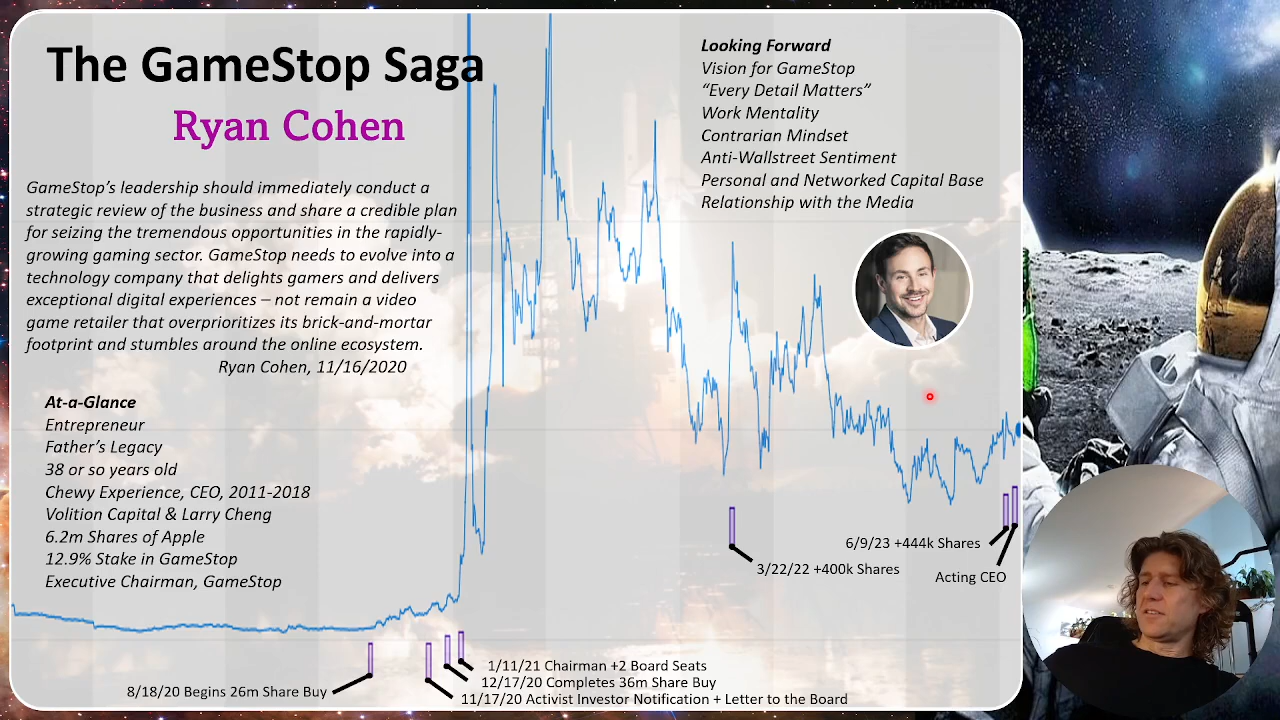 The GameStop Saga
Ryan Cohen
GameStop's leadership should immediately conduct a
strategic review of the business and share a credible plan
for seizing the tremendous opportunities in the rapidly-
growing gaming sector. GameStop needs to evolve into a
technology company that delights gamers and delivers
exceptional digital experiences – not remain a video
game retailer that overprioritizes its brick-and-mortar
footprint and stumbles around the online ecosystem.
Ryan Cohen, 11/16/2020
At-a-Glance
Entrepreneur
Father's Legacy
38 or so years old
Chewy Experience, CEO, 2011-2018
Volition Capital & Larry Cheng
6.2m Shares of Apple
12.9% Stake in GameStop
Executive Chairman, GameStop
Looking Forward
Vision for GameStop
“Every Detail Matters”
Work Mentality
Contrarian Mindset
Anti-Wallstreet Sentiment
Personal and Networked Capital Base
Relationship with the Media
8/18/20 Begins 26m Share Buy
1/11/21 Chairman +2 Board Seats
12/17/20 Completes 36m Share Buy
11/17/20 Activist Investor Notification + Letter to the Board
3/22/22 +400k Shares
6/9/23 +444k Shares
Acting CEO